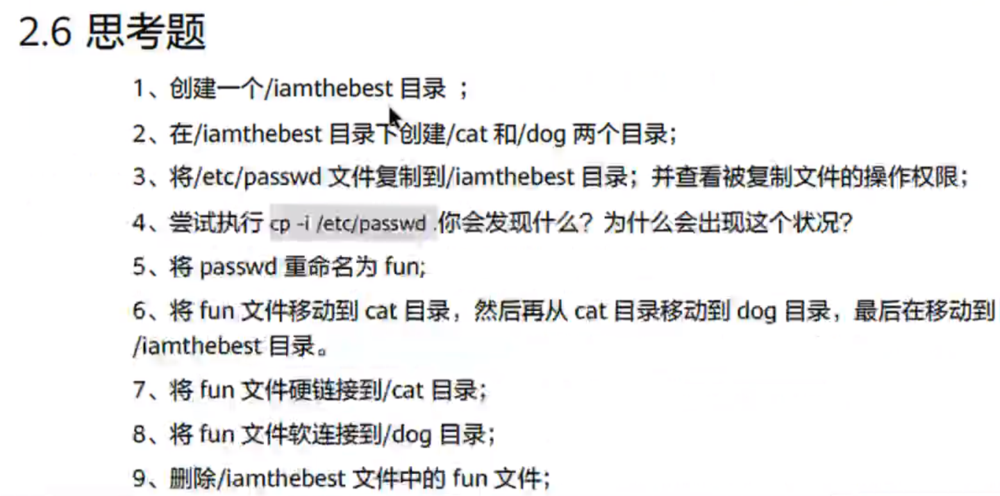 2.6 思考题
1、创建一个/iamthebest 目录 ；
2、在/iamthebest 目录下创建/cat 和/dog 两个目录；
3、将/etc/passwd 文件复制到/iamthebest 目录；并查看被复制文件的操作权限；
4、尝试执行 cp -i /etc/passwd .你会发现什么？为什么会出现这个状况？
5、将 passwd 重命名为 fun;
6、将 fun 文件移动到 cat 目录，然后再从 cat 目录移动到 dog 目录，最后在移动到
/iamthebest 目录。
7、将 fun 文件硬链接到/cat 目录；
8、将 fun 文件软连接到/dog 目录；
9、删除/iamthebest 文件中的 fun 文件；